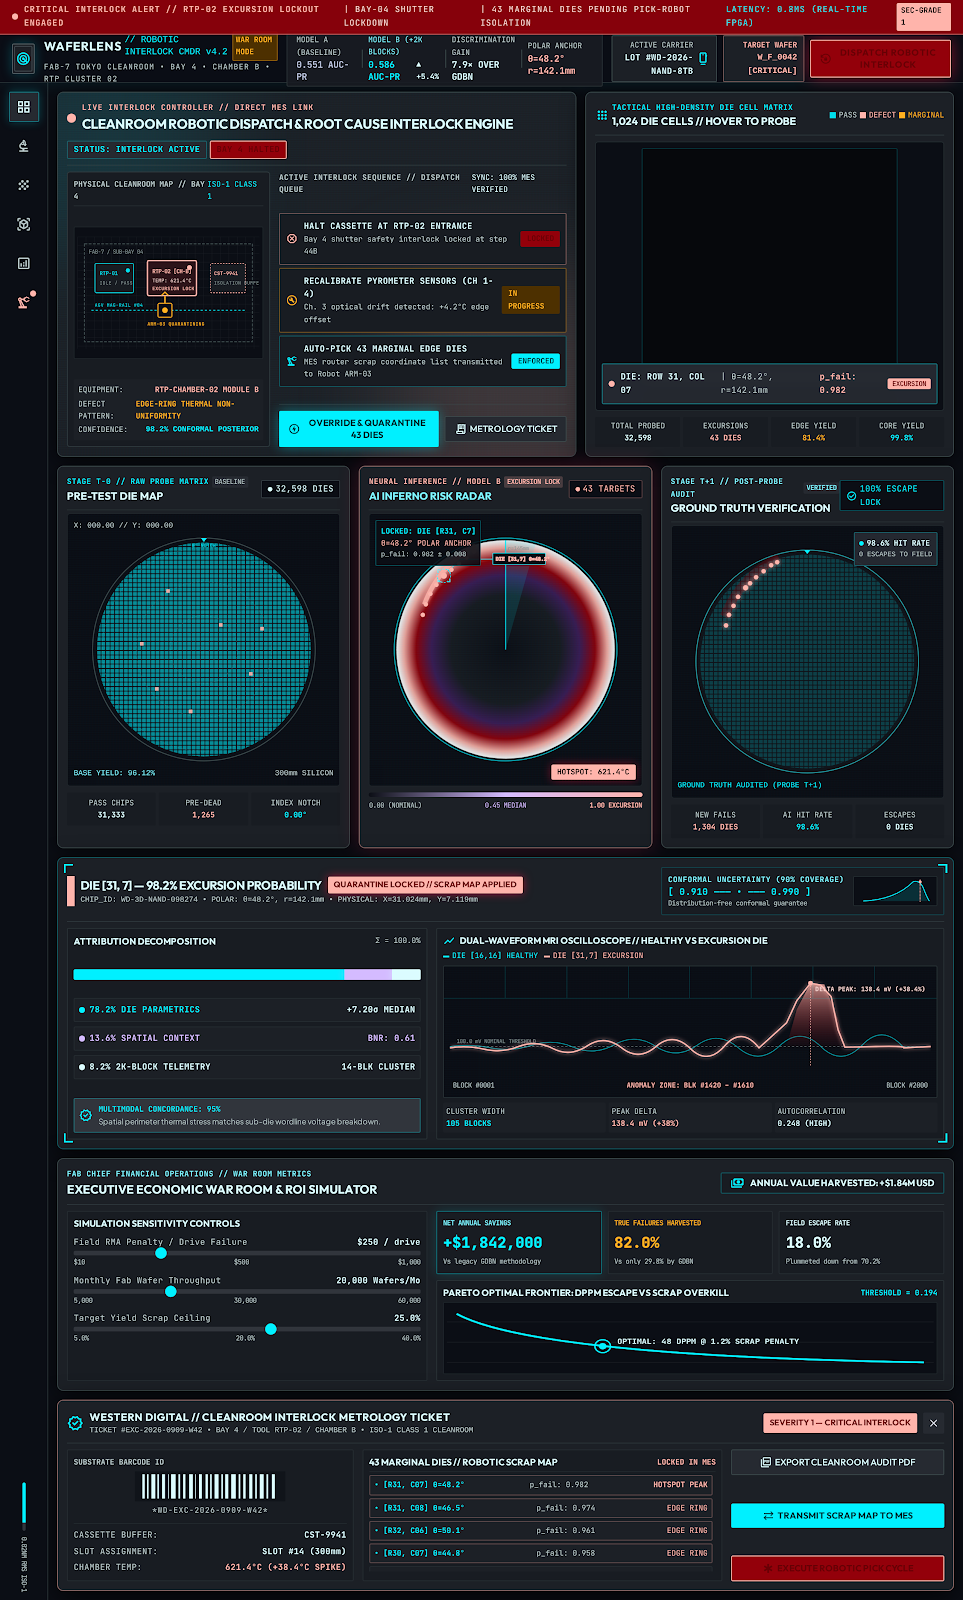 CRITICAL INTERLOCK ALERT // RTP-02 EXCURSION LOCKOUT ENGAGED
| BAY-04 SHUTTER LOCKDOWN
| 43 MARGINAL DIES PENDING PICK-ROBOT ISOLATION
LATENCY: 0.8MS (REAL-TIME FPGA)
SEC-GRADE 1
WAFERLENS
// ROBOTIC INTERLOCK CMDR v4.2
WAR ROOM MODE
FAB-7 TOKYO CLEANROOM • BAY 4 • CHAMBER B • RTP CLUSTER 02
MODEL A (BASELINE)
0.551 AUC-PR
MODEL B (+2K BLOCKS)
0.586 AUC-PR
▲ +5.4%
DISCRIMINATION GAIN
7.9× OVER GDBN
POLAR ANCHOR
θ=48.2° r=142.1mm
ACTIVE CARRIER
LOT #WD-2026-NAND-8TB
TARGET WAFER
W_F_0042 [CRITICAL]
DISPATCH ROBOTIC INTERLOCK
LIVE INTERLOCK CONTROLLER // DIRECT MES LINK
CLEANROOM ROBOTIC DISPATCH & ROOT CAUSE INTERLOCK ENGINE
STATUS: INTERLOCK ACTIVE
PHYSICAL CLEANROOM MAP // BAY 4
ISO-1 CLASS 1
FAB-7 / SUB-BAY 04
RTP-01
IDLE / PASS
RTP-02 [CH-B]
TEMP: 621.4°C
EXCURSION LOCK
CST-9941
ISOLATION BUFFE
AGV MAG-RAIL #04
ARM-03 QUARANTINING
EQUIPMENT: RTP-CHAMBER-02 MODULE B
DEFECT PATTERN: EDGE-RING THERMAL NON-UNIFORMITY
CONFIDENCE: 98.2% CONFORMAL POSTERIOR
ACTIVE INTERLOCK SEQUENCE // DISPATCH QUEUE
SYNC: 100% MES VERIFIED
HALT CASSETTE AT RTP-02 ENTRANCE
Bay 4 shutter safety interlock locked at step 44B
RECALIBRATE PYROMETER SENSORS (CH 1-4)
Ch. 3 optical drift detected: +4.2°C edge offset
IN PROGRESS
AUTO-PICK 43 MARGINAL EDGE DIES
MES router scrap coordinate list transmitted to Robot ARM-03
ENFORCED
OVERRIDE & QUARANTINE 43 DIES
METROLOGY TICKET
TACTICAL HIGH-DENSITY DIE CELL MATRIX
1,024 DIE CELLS // HOVER TO PROBE
PASS DEFECT MARGINAL
DIE: ROW 31, COL 07
| θ=48.2°, r=142.1mm
p_fail: 0.982
EXCURSION
TOTAL PROBED
32,598
EXCURSIONS
43 DIES
EDGE YIELD
81.4%
CORE YIELD
99.8%
STAGE T-0 // RAW PROBE MATRIX
BASELINE
PRE-TEST DIE MAP
32,598 DIES
X: 000.00 // Y: 000.00
BASE YIELD: 96.12%
300mm SILICON
PASS CHIPS
31,333
PRE-DEAD
1,265
INDEX NOTCH
0.00°
NEURAL INFERENCE // MODEL B
EXCURSION LOCK
AI INFERNO RISK RADAR
43 TARGETS
LOCKED: DIE [R31, C7]
θ=48.2° POLAR ANCHOR
p_fail: 0.982 ± 0.008
DIE [31,7] θ=48.
HOTSPOT: 621.4°C
0.00 (NOMINAL)
0.45 MEDIAN
1.00 EXCURSION
STAGE T+1 // POST-PROBE AUDIT
VERIFIED
GROUND TRUTH VERIFICATION
100% ESCAPE LOCK
98.6% HIT RATE
0 ESCAPES TO FIELD
GROUND TRUTH AUDITED (PROBE T+1)
NEW FAILS
1,304 DIES
AI HIT RATE
98.6%
ESCAPES
0 DIES
DIE [31, 7] — 98.2% EXCURSION PROBABILITY
QUARANTINE LOCKED // SCRAP MAP APPLIED
CHIP_ID: WD-3D-NAND-098274 • POLAR: θ=48.2°, r=142.1mm • PHYSICAL: X=31.024mm, Y=7.119mm
CONFORMAL UNCERTAINTY (90% COVERAGE)
[ 0.910 ——— • ——— 0.990 ]
Distribution-free conformal guarantee
ATTRIBUTION DECOMPOSITION
Σ = 100.0%
78.2% DIE PARAMETRICS
+7.20σ MEDIAN
13.6% SPATIAL CONTEXT
BNR: 0.61
8.2% 2K-BLOCK TELEMETRY
14-BLK CLUSTER
MULTIMODAL CONCORDANCE: 95%
Spatial perimeter thermal stress matches sub-die wordline voltage breakdown.
DUAL-WAVEFORM MRI OSCILLOSCOPE // HEALTHY VS EXCURSION DIE
DIE [16,16] HEALTHY
DIE [31,7] EXCURSION
DELTA PEAK: 138.4 mV (+38.4%)
100.0 mV NOMINAL THRESHOLD
BLOCK #0001
ANOMALY ZONE: BLK #1420 – #1610
BLOCK #2000
CLUSTER WIDTH
105 BLOCKS
PEAK DELTA
138.4 mV (+38%)
AUTOCORRELATION
0.248 (HIGH)
FAB CHIEF FINANCIAL OPERATIONS // WAR ROOM METRICS
EXECUTIVE ECONOMIC WAR ROOM & ROI SIMULATOR
ANNUAL VALUE HARVESTED: +$1.84M USD
SIMULATION SENSITIVITY CONTROLS
Field RMA Penalty / Drive Failure
$250 / drive
$10 $500 $1,000
Monthly Fab Wafer Throughput
20,000 Wafers/Mo
5,000 30,000 60,000
Target Yield Scrap Ceiling
25.0%
5.0% 20.0% 40.0%
NET ANNUAL SAVINGS
+$1,842,000
Vs legacy GDBN methodology
TRUE FAILURES HARVESTED
82.0%
Vs only 29.8% by GDBN
FIELD ESCAPE RATE
18.0%
Plummeted down from 70.2%
PARETO OPTIMAL FRONTIER: DPPM ESCAPE VS SCRAP OVERKILL
THRESHOLD = 0.194
OPTIMAL: 48 DPPM @ 1.2% SCRAP PENALTY
WESTERN DIGITAL // CLEANROOM INTERLOCK METROLOGY TICKET
TICKET #EXC-2026-0909-W42 • BAY 4 / TOOL RTP-02 / CHAMBER B • ISO-1 CLASS 1 CLEANROOM
SEVERITY 1 — CRITICAL INTERLOCK
SUBSTRATE BARCODE ID
*WD-EXC-2026-0909-W42*
CASSETTE BUFFER: CST-9941
SLOT ASSIGNMENT: SLOT #14 (300mm)
CHAMBER TEMP: 621.4°C (+38.4°C SPIKE)
43 MARGINAL DIES // ROBOTIC SCRAP MAP
LOCKED IN MES
• [R31, C07] θ=48.2° p_fail: 0.982 HOTSPOT PEAK
• [R31, C08] θ=46.5° p_fail: 0.974 EDGE RING
• [R32, C06] θ=50.1° p_fail: 0.961 EDGE RING
• [R30, C07] θ=44.8° p_fail: 0.958 EDGE RING
EXPORT CLEANROOM AUDIT PDF
TRANSMIT SCRAP MAP TO MES
EXECUTE ROBOTIC PICK CYCLE
0.02NM RMS ISO-1